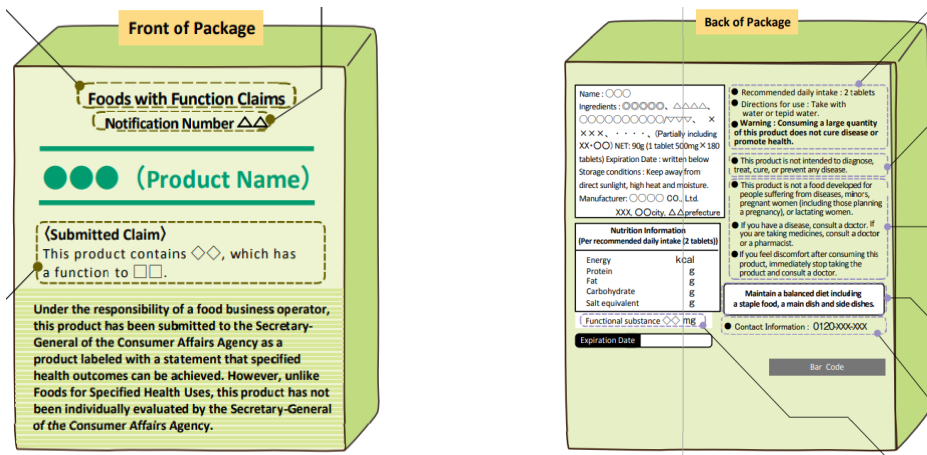 Front of Package
Foods with Function Claims
Notification Number △△
●●● (Product Name)
〈Submitted Claim〉
This product contains ◇◇, which has
a function to □□.
Under the responsibility of a food business operator,
this product has been submitted to the Secretary-
General of the Consumer Affairs Agency as a
product labeled with a statement that specified
health outcomes can be achieved. However, unlike
Foods for Specified Health Uses, this product has not
been individually evaluated by the Secretary-General
of the Consumer Affairs Agency.
Back of Package
Name : ○○○
Ingredients : ◎◎◎◎◎、△△△△、
○○○○○○○○○○/▽▽▽、 ×
×××、・・・・、(Partially including
XX・○○) NET: 90g (1 tablet 500mg×180
tablets) Expiration Date : written below
Storage conditions : Keep away from
direct sunlight, high heat and moisture.
Manufacturer: ○○○○ CO., Ltd.
XXX, ○○city, △△prefecture
Nutrition Information
(Per recommended daily intake (2 tablets))
Energy kcal
Protein g
Fat g
Carbohydrate g
Salt equivalent g
Functional substance ◇◇ mg
Expiration Date
● Recommended daily intake : 2 tablets
● Directions for use : Take with
water or tepid water.
● Warning : Consuming a large quantity
of this product does not cure disease or
promote health.
● This product is not intended to diagnose,
treat, cure, or prevent any disease.
● This product is not a food developed for
people suffering from diseases, minors,
pregnant women (including those planning
a pregnancy), or lactating women.
● If you have a disease, consult a doctor. If
you are taking medicines, consult a doctor
or a pharmacist.
● If you feel discomfort after consuming this
product, immediately stop taking the
product and consult a doctor.
Maintain a balanced diet including
a staple food, a main dish and side dishes.
● Contact Information : 0120-XXX-XXX
Bar Code